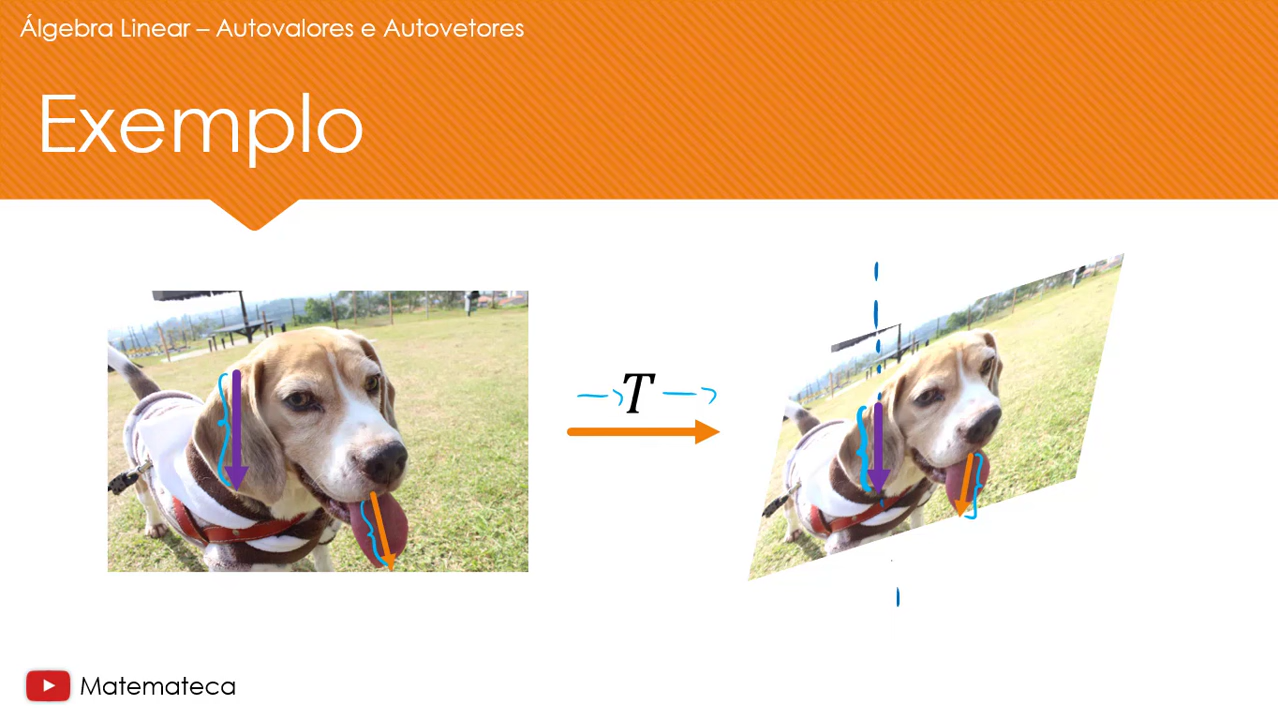 Álgebra Linear – Autovalores e Autovetores
Exemplo
T
Matemateca